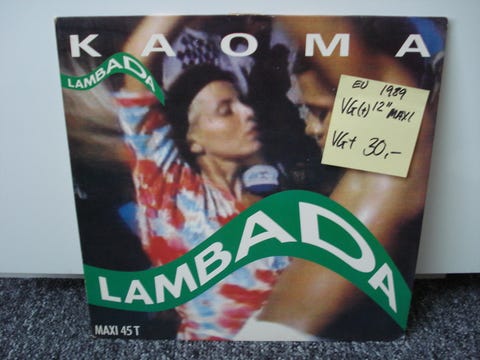 KAOMA
LAMBADA
EU 1989
VG(+) 12" MAXI
VG+ 30,-
LAMBADA
MAXI 45 T